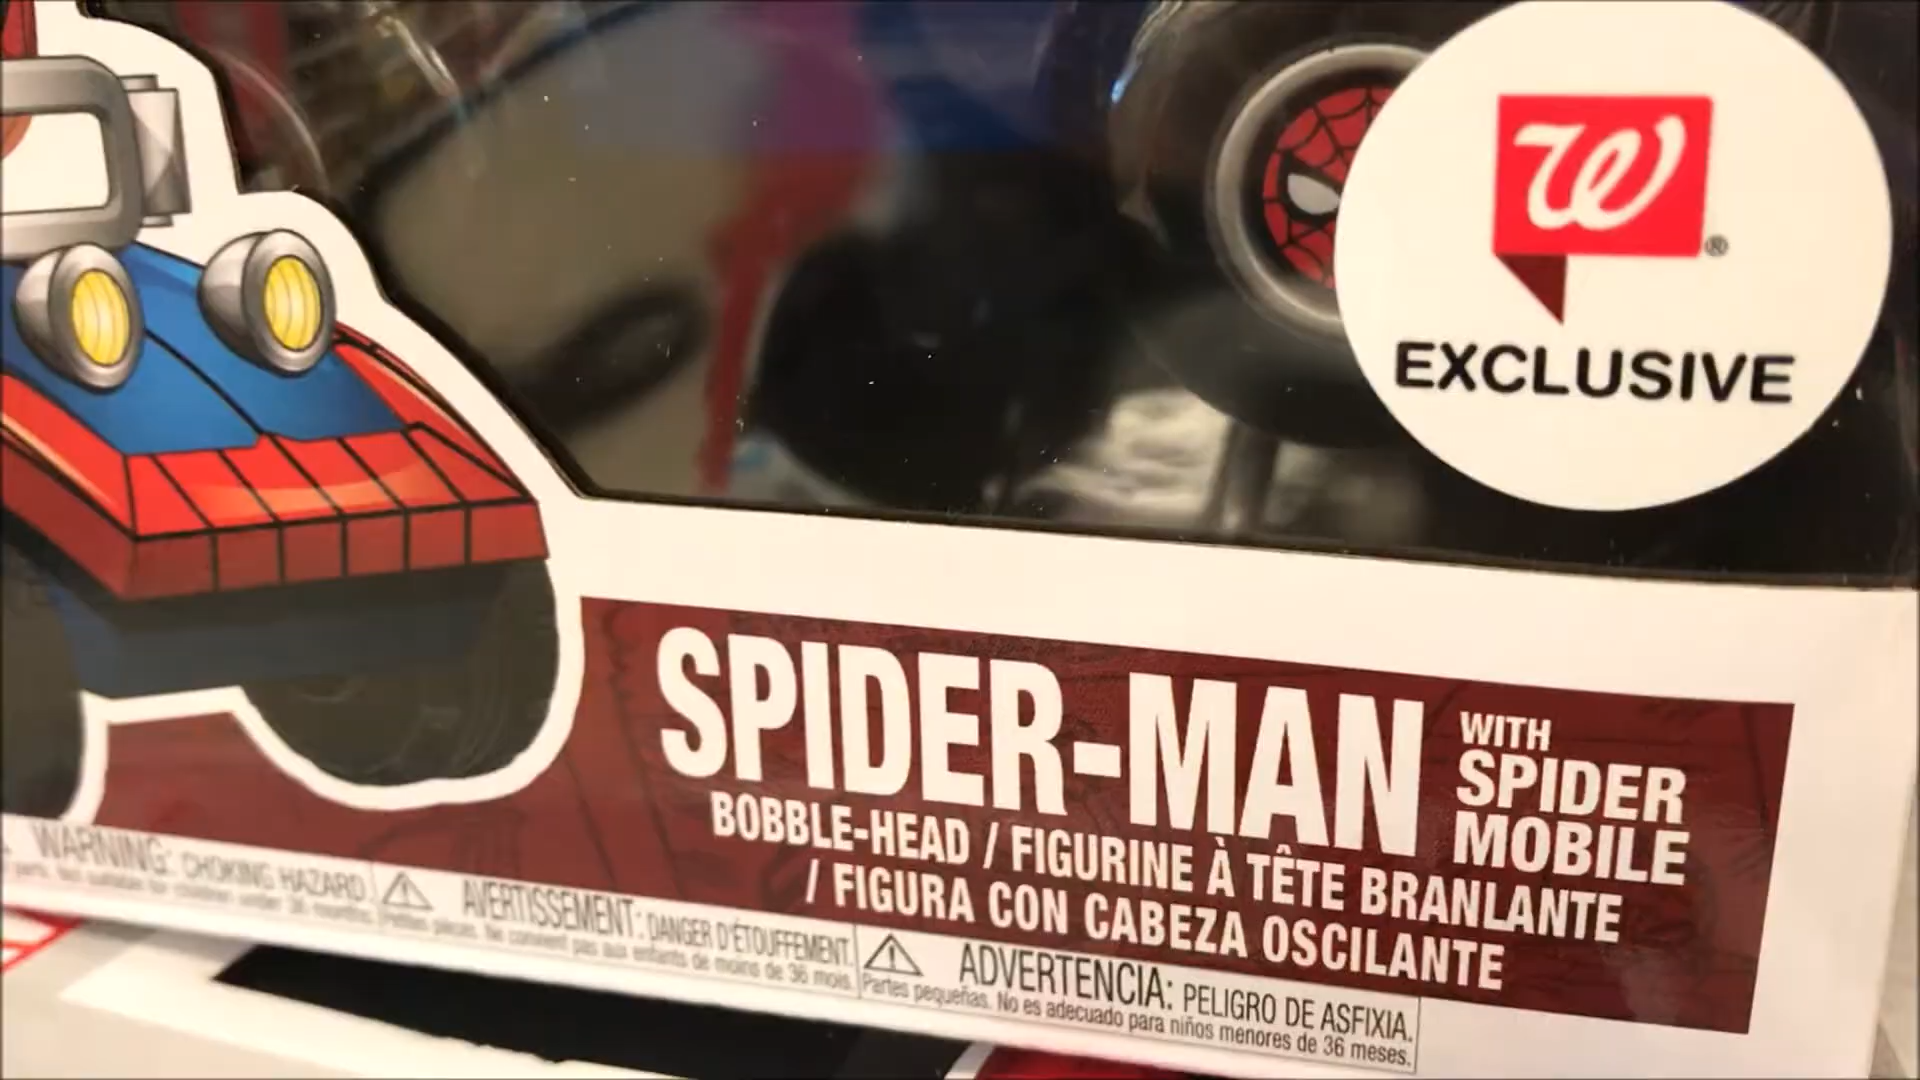 W®
EXCLUSIVE
SPIDER-MAN
WITH
SPIDER
MOBILE
BOBBLE-HEAD / FIGURINE À TÊTE BRANLANTE
/ FIGURA CON CABEZA OSCILANTE
WARNING: CHOKING HAZARD.
parts. Not suitable for children under 36 months.
AVERTISSEMENT: DANGER D'ÉTOUFFEMENT.
Petites pièces. Ne convient pas aux enfants de moins de 36 mois.
ADVERTENCIA: PELIGRO DE ASFIXIA.
Partes pequeñas. No es adecuado para niños menores de 36 meses.